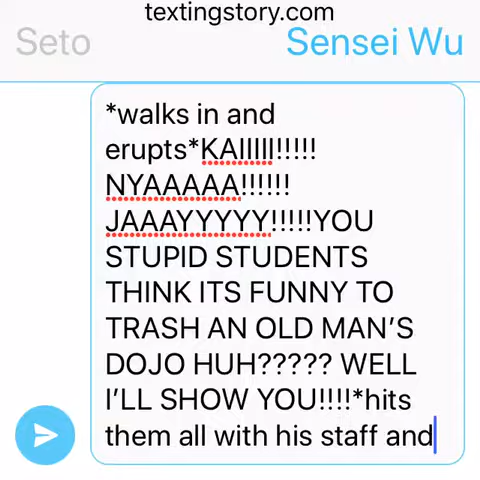 textingstory.com
Seto
Sensei Wu
*walks in and
erupts*KAIIIII!!!!!
NYAAAAA!!!!!!
JAAAYYYYY!!!!!YOU
STUPID STUDENTS
THINK ITS FUNNY TO
TRASH AN OLD MAN’S
DOJO HUH????? WELL
I’LL SHOW YOU!!!!*hits
them all with his staff and